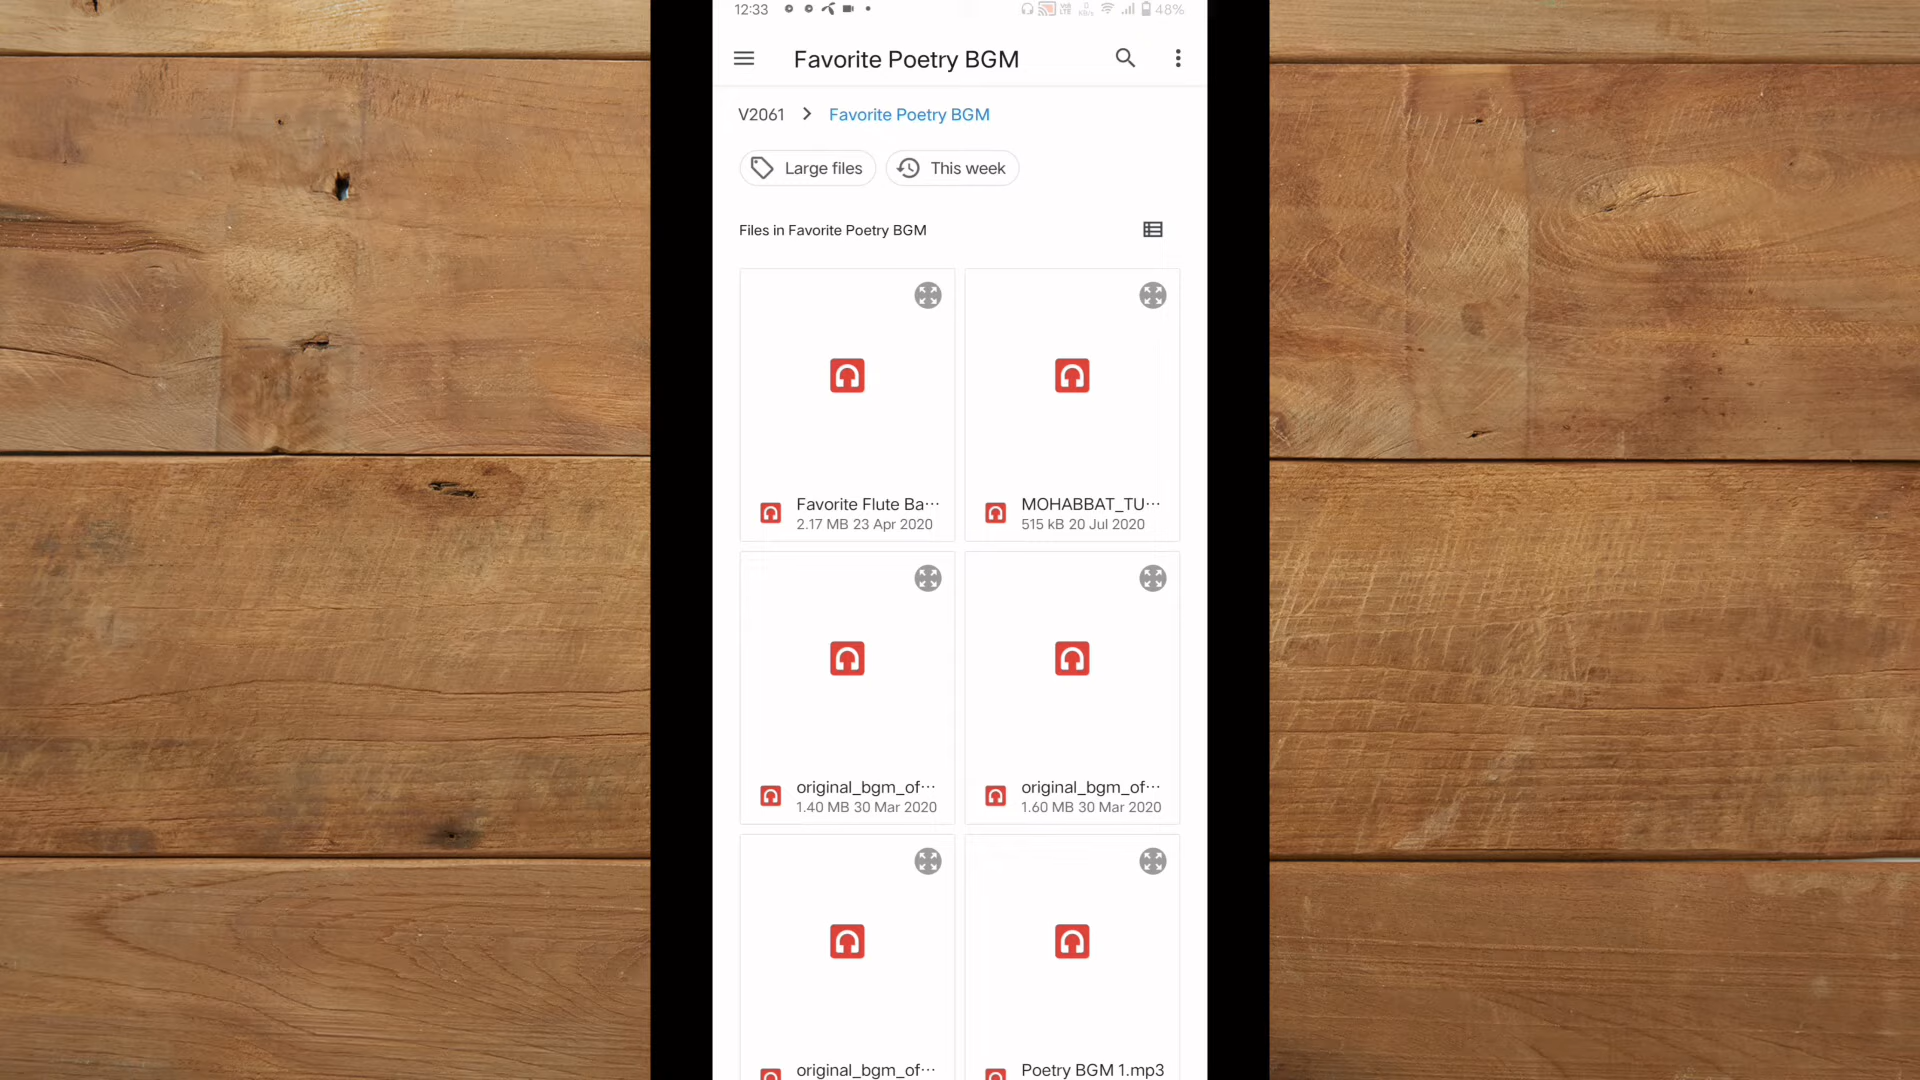 12:33
48%
Favorite Poetry BGM
V2061 > Favorite Poetry BGM
Large files
This week
Files in Favorite Poetry BGM
Favorite Flute Ba...
2.17 MB 23 Apr 2020
MOHABBAT_TU...
515 kB 20 Jul 2020
original_bgm_of...
1.40 MB 30 Mar 2020
original_bgm_of...
1.60 MB 30 Mar 2020
original_bgm_of...
Poetry BGM 1.mp3